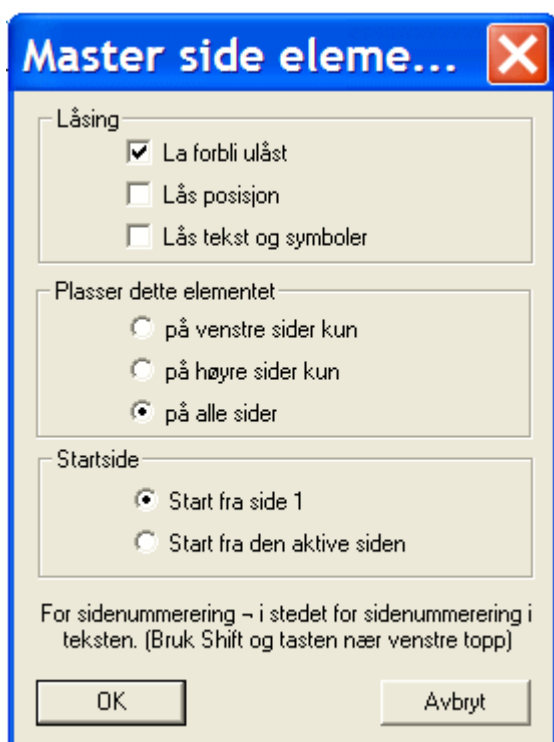 Master side eleme...
Låsing
La forbli ulåst
Lås posisjon
Lås tekst og symboler
Plasser dette elementet
på venstre sider kun
på høyre sider kun
på alle sider
Startside
Start fra side 1
Start fra den aktive siden
For sidenummerering ¬ i stedet for sidenummerering i
teksten. (Bruk Shift og tasten nær venstre topp)
OK
Avbryt